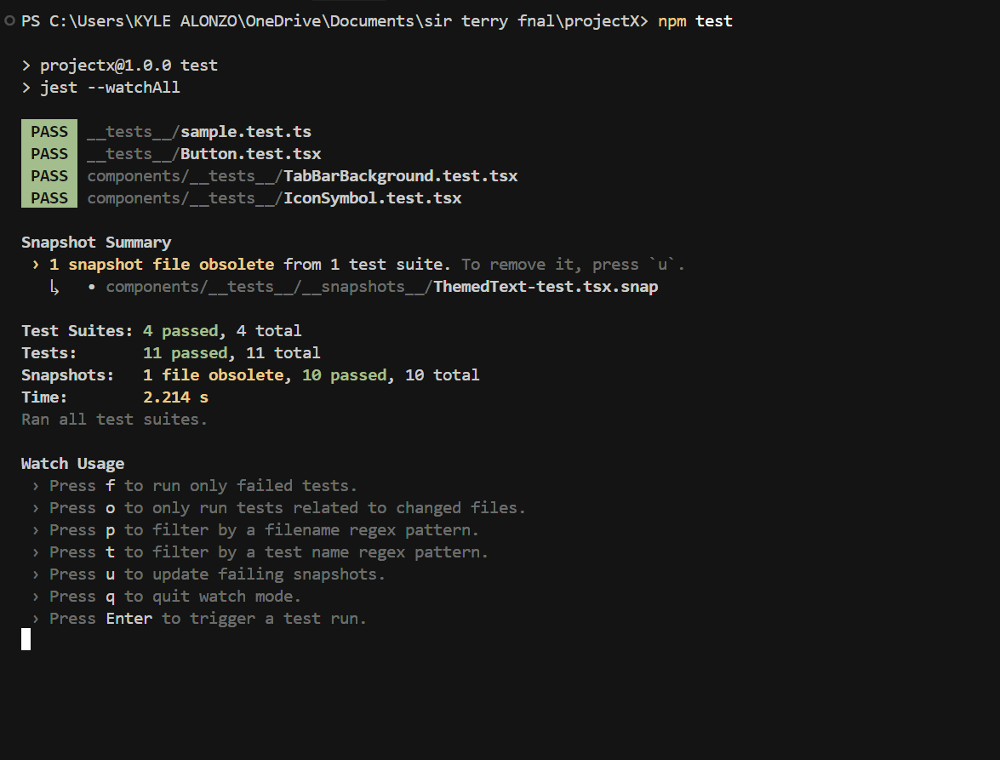 PS C:\Users\KYLE ALONZO\OneDrive\Documents\sir terry fnal\projectX> npm test
> projectx@1.0.0 test
> jest --watchAll
PASS __tests__/sample.test.ts
PASS __tests__/Button.test.tsx
PASS components/__tests__/TabBarBackground.test.tsx
PASS components/__tests__/IconSymbol.test.tsx
Snapshot Summary
› 1 snapshot file obsolete from 1 test suite. To remove it, press `u`.
↳ • components/__tests__/__snapshots__/ThemedText-test.tsx.snap
Test Suites: 4 passed, 4 total
Tests: 11 passed, 11 total
Snapshots: 1 file obsolete, 10 passed, 10 total
Time: 2.214 s
Ran all test suites.
Watch Usage
› Press f to run only failed tests.
› Press o to only run tests related to changed files.
› Press p to filter by a filename regex pattern.
› Press t to filter by a test name regex pattern.
› Press u to update failing snapshots.
› Press q to quit watch mode.
› Press Enter to trigger a test run.